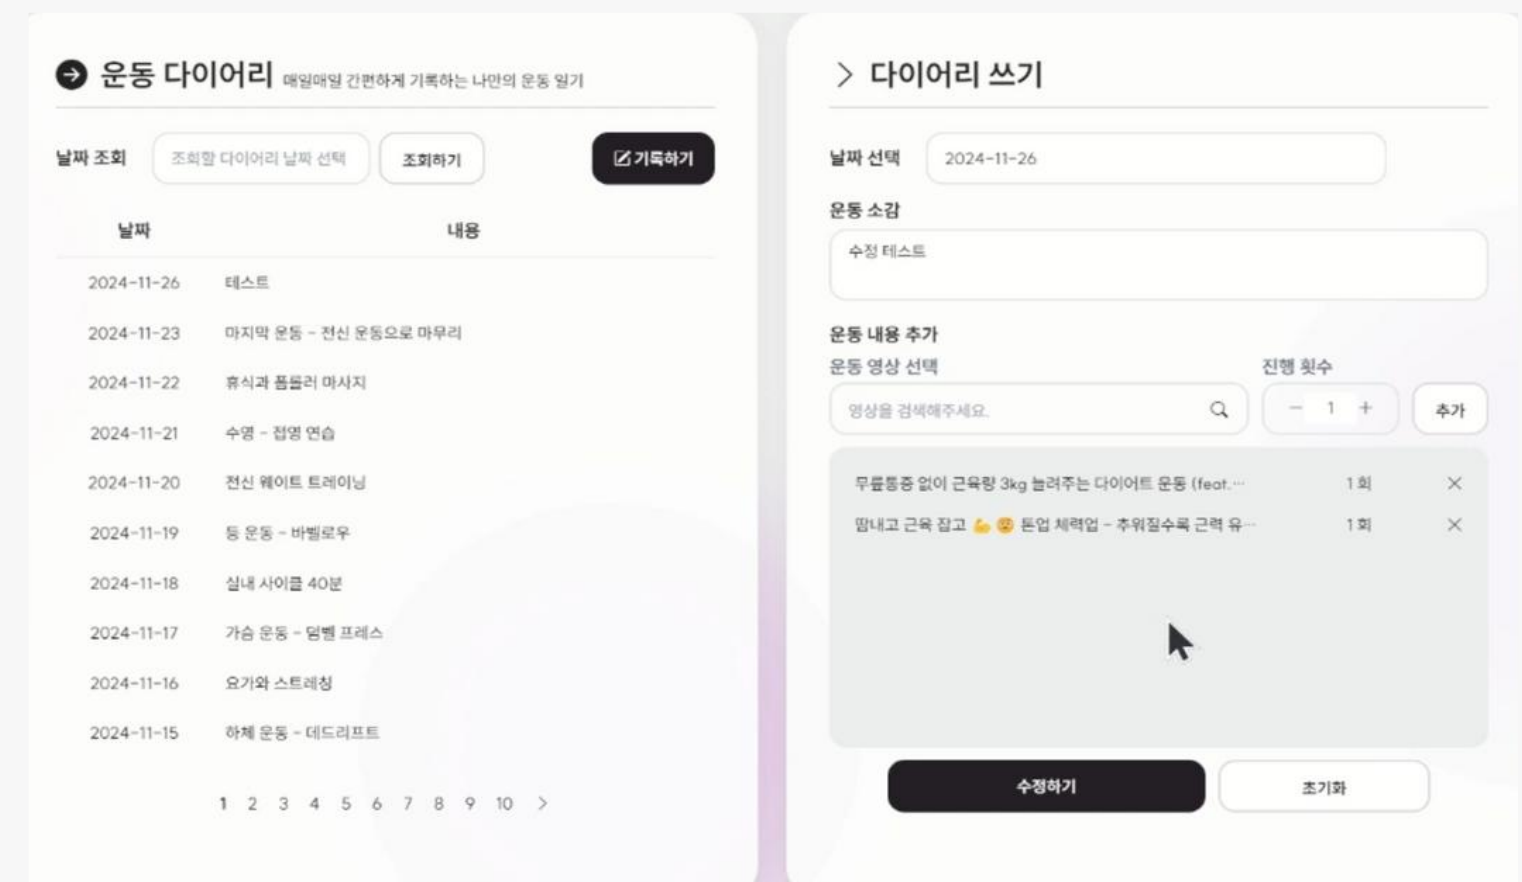 운동 다이어리 매일매일 간편하게 기록하는 나만의 운동 일기
날짜 조회 조회할 다이어리 날짜 선택 조회하기 기록하기
날짜 내용
2024-11-26 테스트
2024-11-23 마지막 운동 - 전신 운동으로 마무리
2024-11-22 휴식과 폼롤러 마사지
2024-11-21 수영 - 접영 연습
2024-11-20 전신 웨이트 트레이닝
2024-11-19 등 운동 - 바벨로우
2024-11-18 실내 사이클 40분
2024-11-17 가슴 운동 - 덤벨 프레스
2024-11-16 요가와 스트레칭
2024-11-15 하체 운동 - 데드리프트
1 2 3 4 5 6 7 8 9 10 >
> 다이어리 쓰기
날짜 선택 2024-11-26
운동 소감
수정 테스트
운동 내용 추가
운동 영상 선택 진행 횟수
영상을 검색해주세요. - 1 + 추가
무릎통증 없이 근육량 3kg 늘려주는 다이어트 운동 (feat.··· 1 회 ×
땀내고 근육 잡고 💪 😡 톤업 체력업 - 추워질수록 근력 유··· 1 회 ×
수정하기 초기화